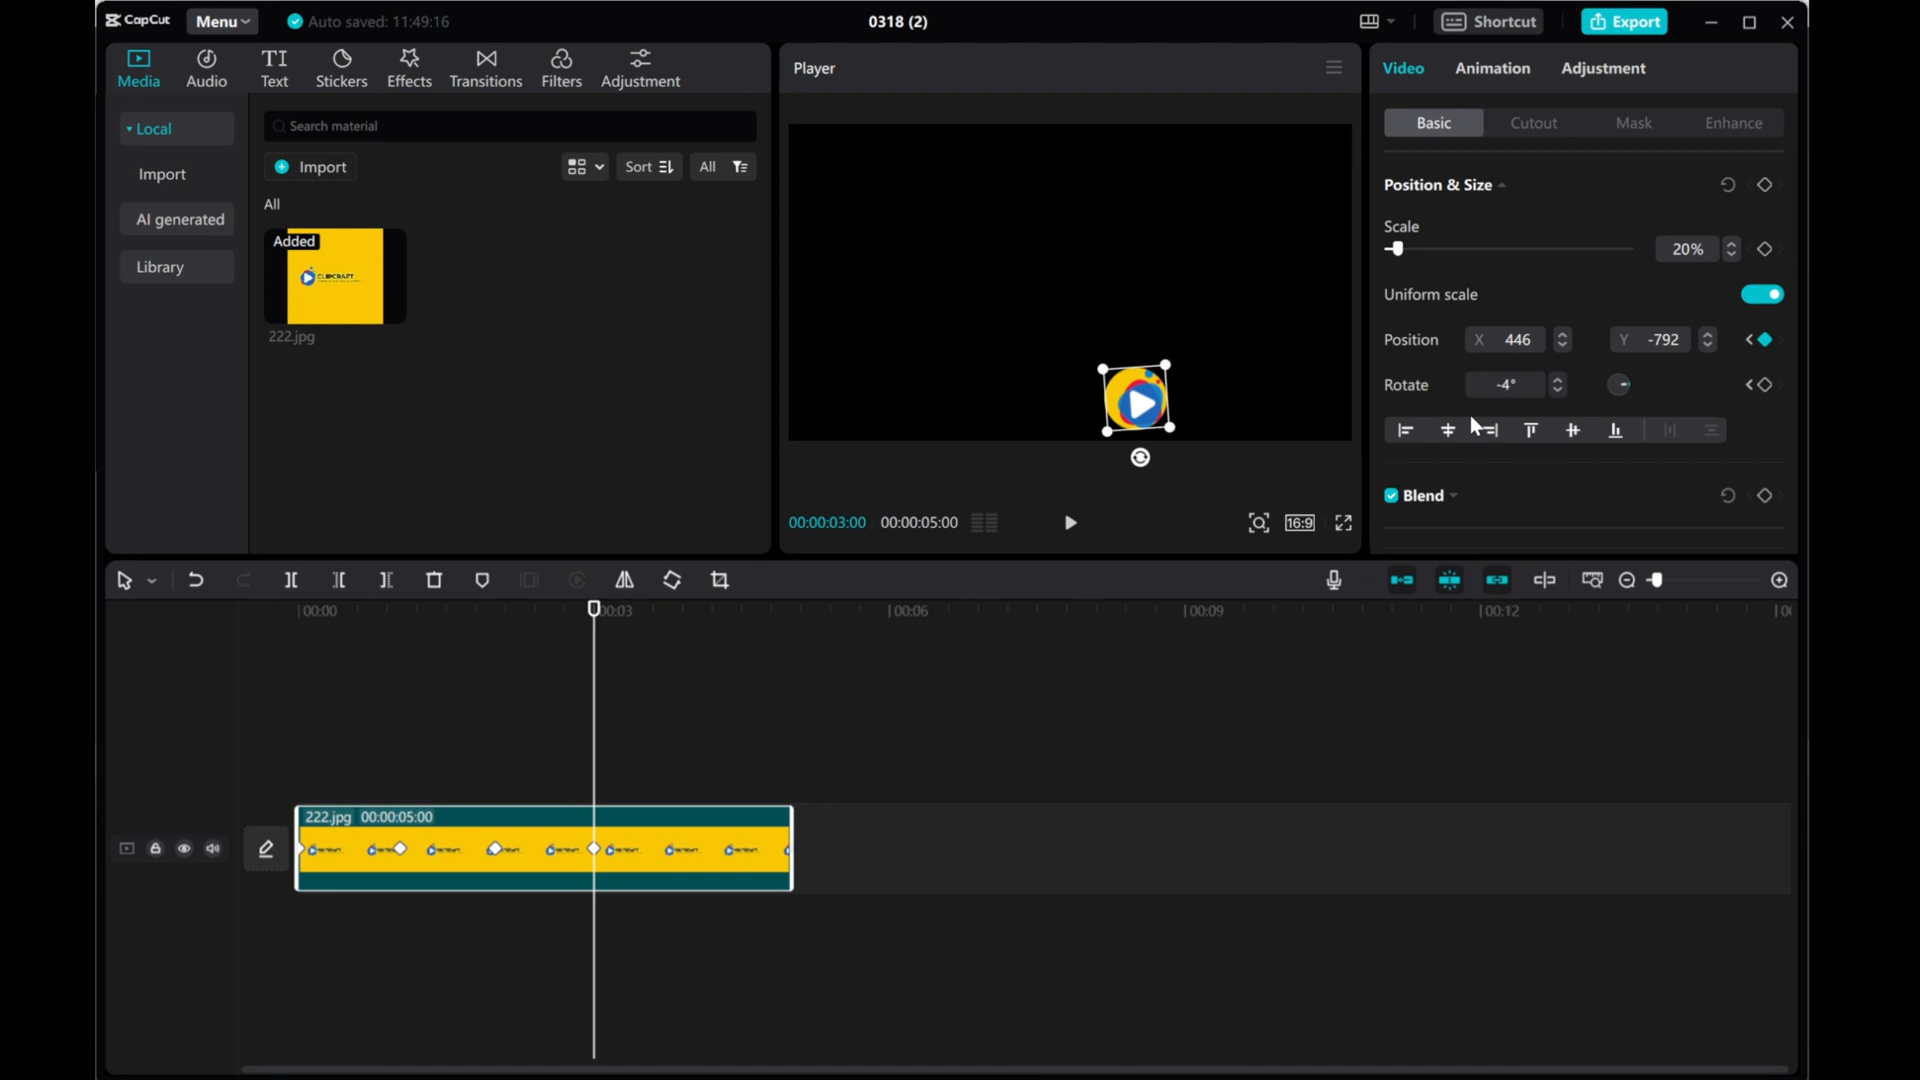 CapCut Menu Auto saved: 11:49:16 0318 (2) Shortcut Export
Media Audio Text Stickers Effects Transitions Filters Adjustment
Local
Import
AI generated
Library
Search material
Import Sort All
All
Added
CLIPCRAFT
222.jpg
Player
00:00:03:00 00:00:05:00 16:9
Video Animation Adjustment
Basic Cutout Mask Enhance
Position & Size
Scale
20%
Uniform scale
Position X 446 Y -792
Rotate -4°
Blend
00:00 00:03 00:06 00:09 00:12
222.jpg 00:00:05:00